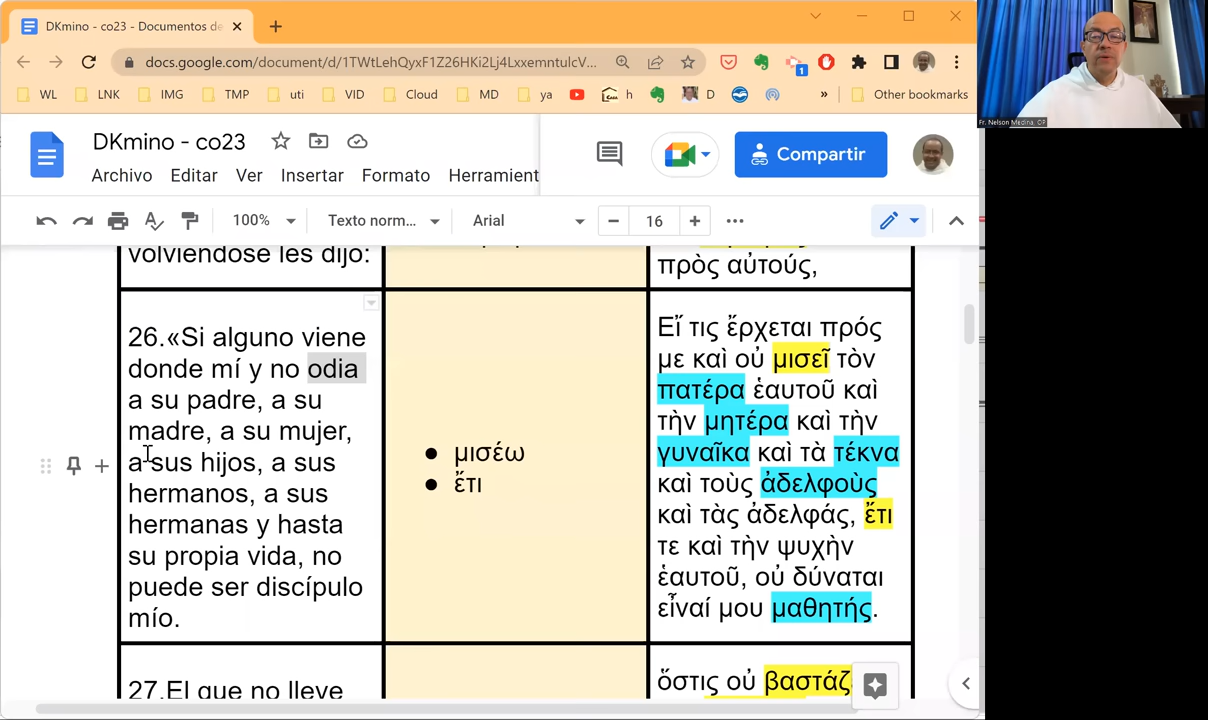 DKmino - co23 - Documentos de
docs.google.com/document/d/1TWtLehQyxF1Z26HKi2Lj4LxxemntulcV...
WL LNK IMG TMP uti VID Cloud MD ya h D » Other bookmarks
Fr. Nelson Medina, OP
DKmino - co23
Archivo Editar Ver Insertar Formato Herramient
Compartir
100% Texto norm... Arial 16
volviéndose les dijo:
πρὸς αὐτούς,
26.«Si alguno viene
donde mí y no odia
a su padre, a su
madre, a su mujer,
a sus hijos, a sus
hermanos, a sus
hermanas y hasta
su propia vida, no
puede ser discípulo
mío.
μισέω
ἔτι
Εἴ τις ἔρχεται πρός
με καὶ οὐ μισεῖ τὸν
πατέρα ἑαυτοῦ καὶ
τὴν μητέρα καὶ τὴν
γυναῖκα καὶ τὰ τέκνα
καὶ τοὺς ἀδελφοὺς
καὶ τὰς ἀδελφάς, ἔτι
τε καὶ τὴν ψυχὴν
ἑαυτοῦ, οὐ δύναται
εἶναί μου μαθητής.
27.El que no lleve
ὅστις οὐ βαστάζ